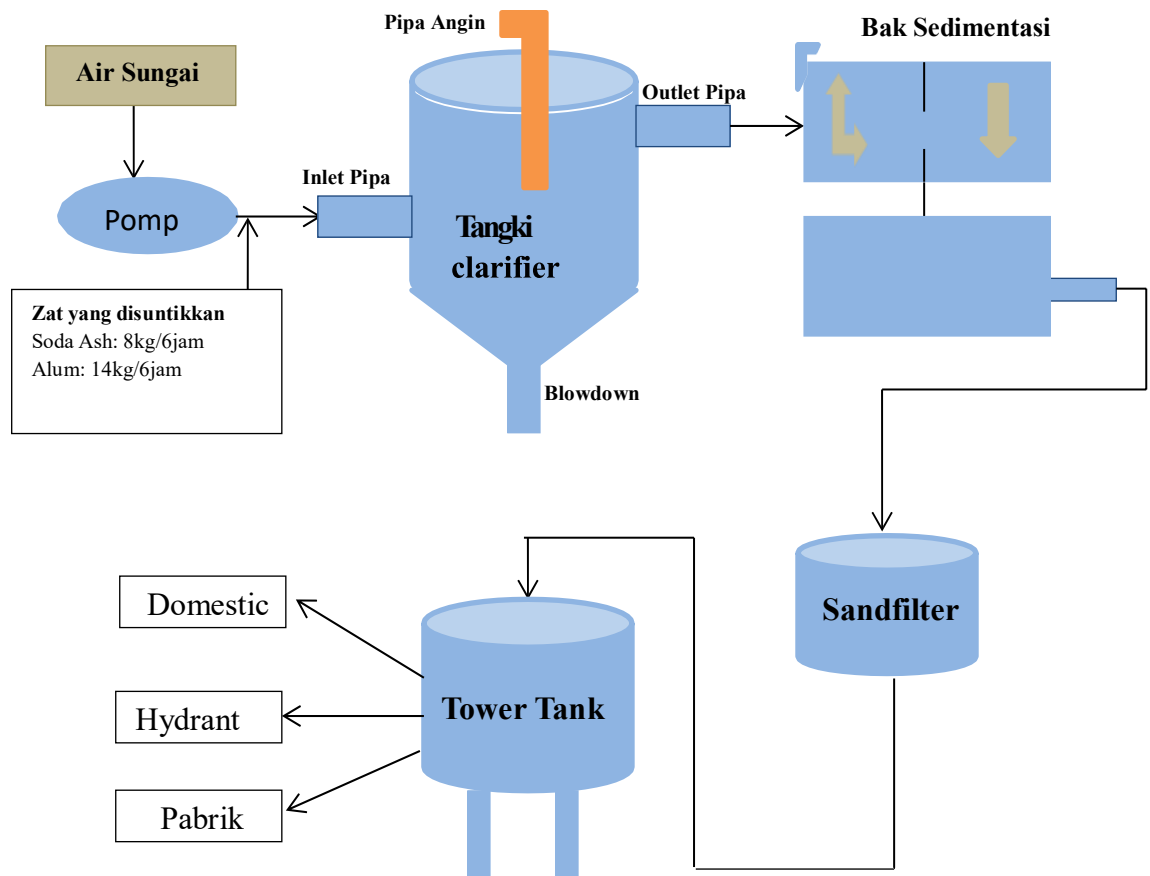 Pipa Angin
Bak Sedimentasi
Air Sungai
Outlet Pipa
Inlet Pipa
Pomp
Tangki
clarifier
Zat yang disuntikkan
Soda Ash: 8kg/6jam
Alum: 14kg/6jam
Blowdown
Domestic
Sandfilter
Hydrant
Tower Tank
Pabrik